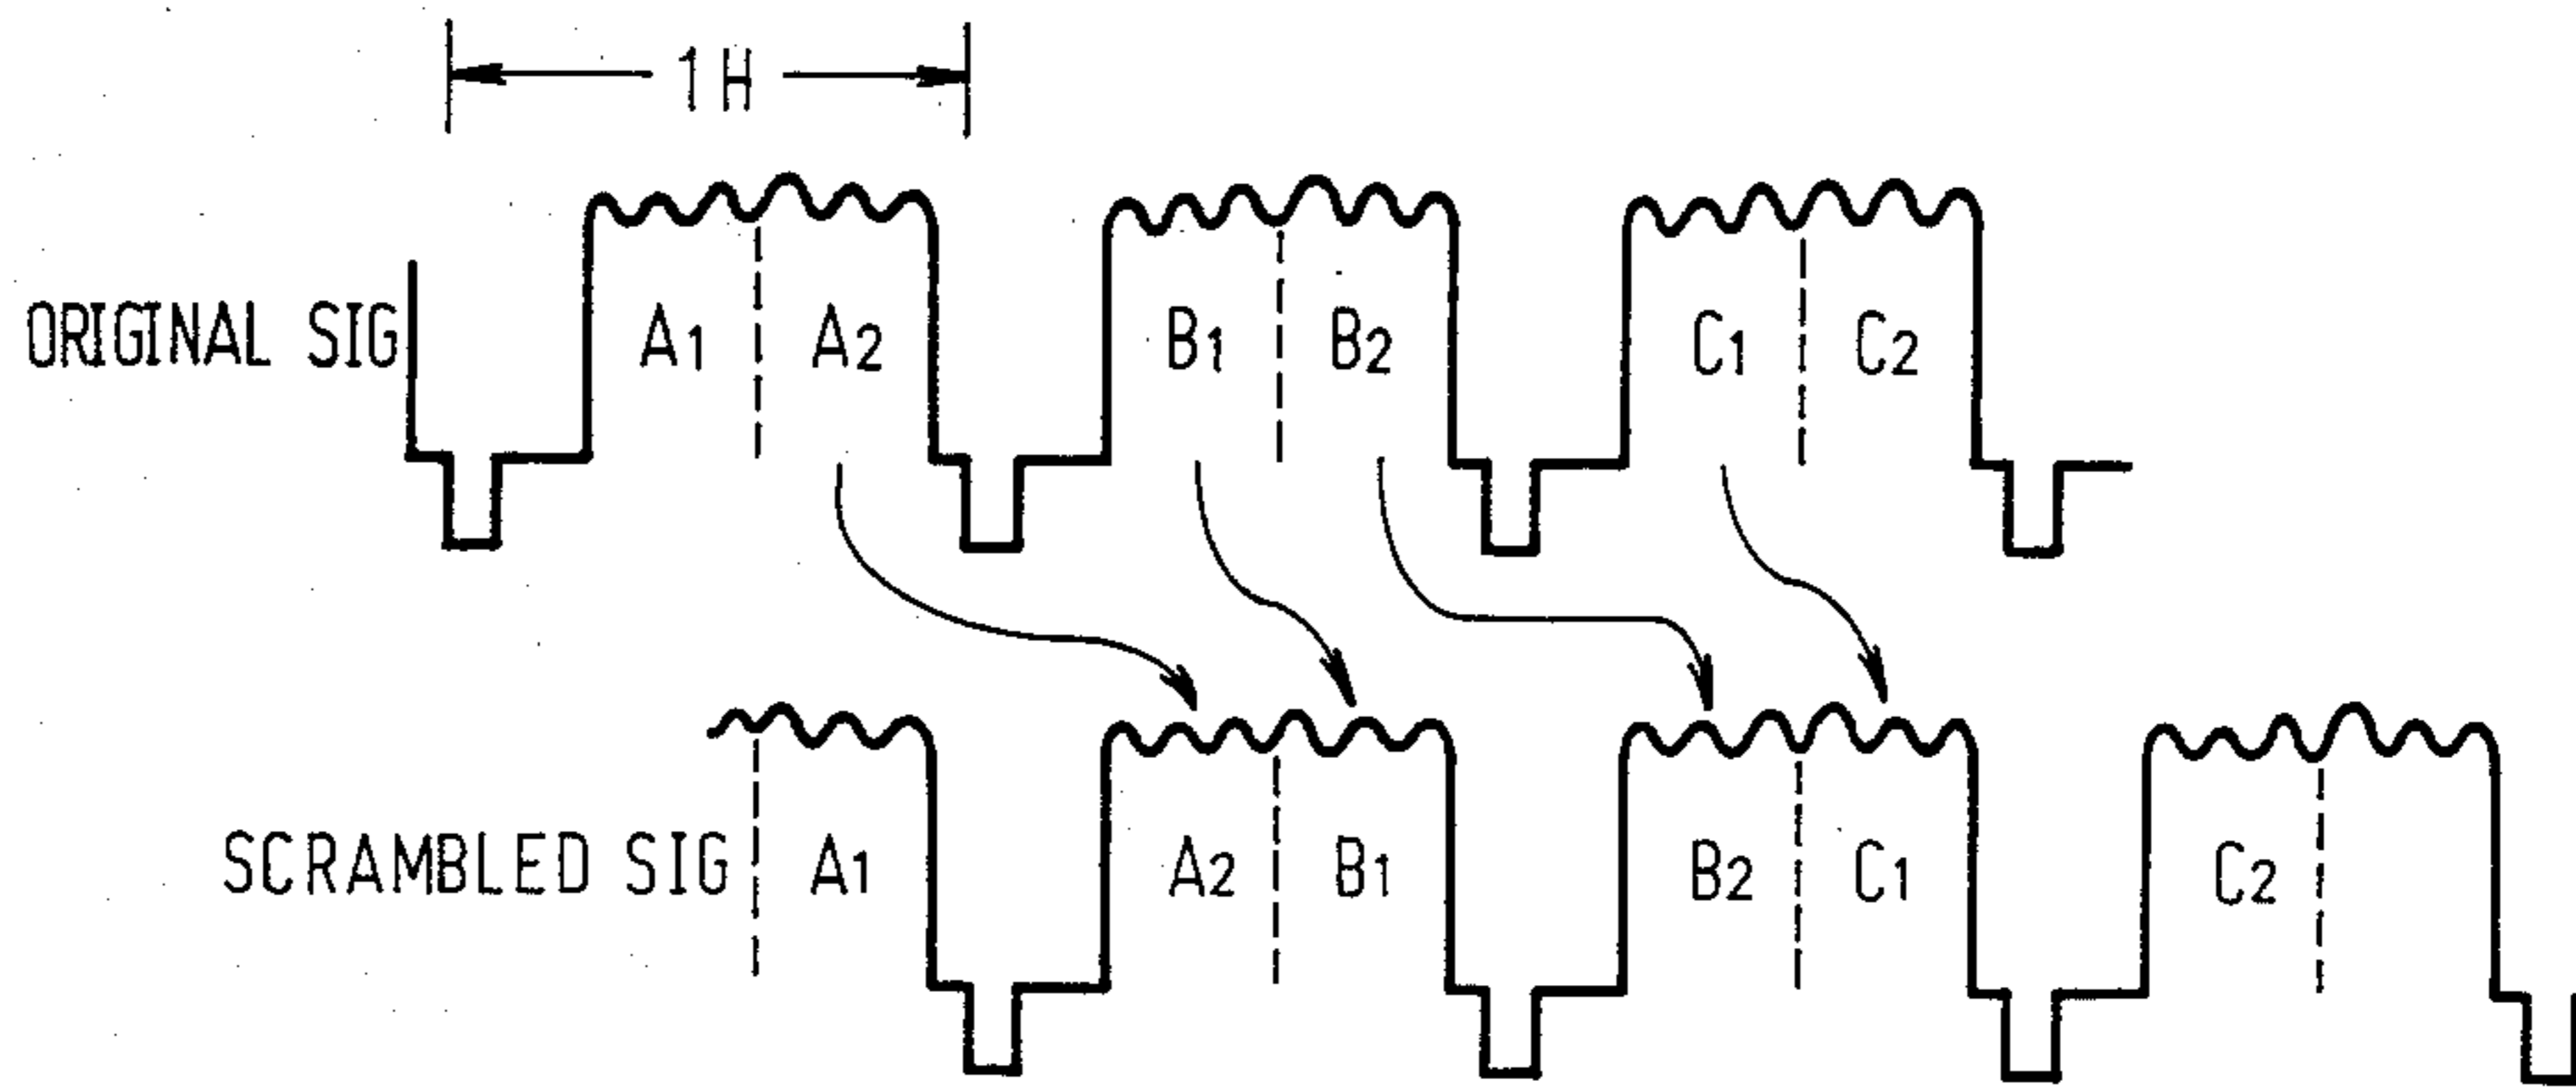 1H
ORIGINAL SIG A1 A2 B1 B2 C1 C2
SCRAMBLED SIG A1 A2 B1 B2 C1 C2